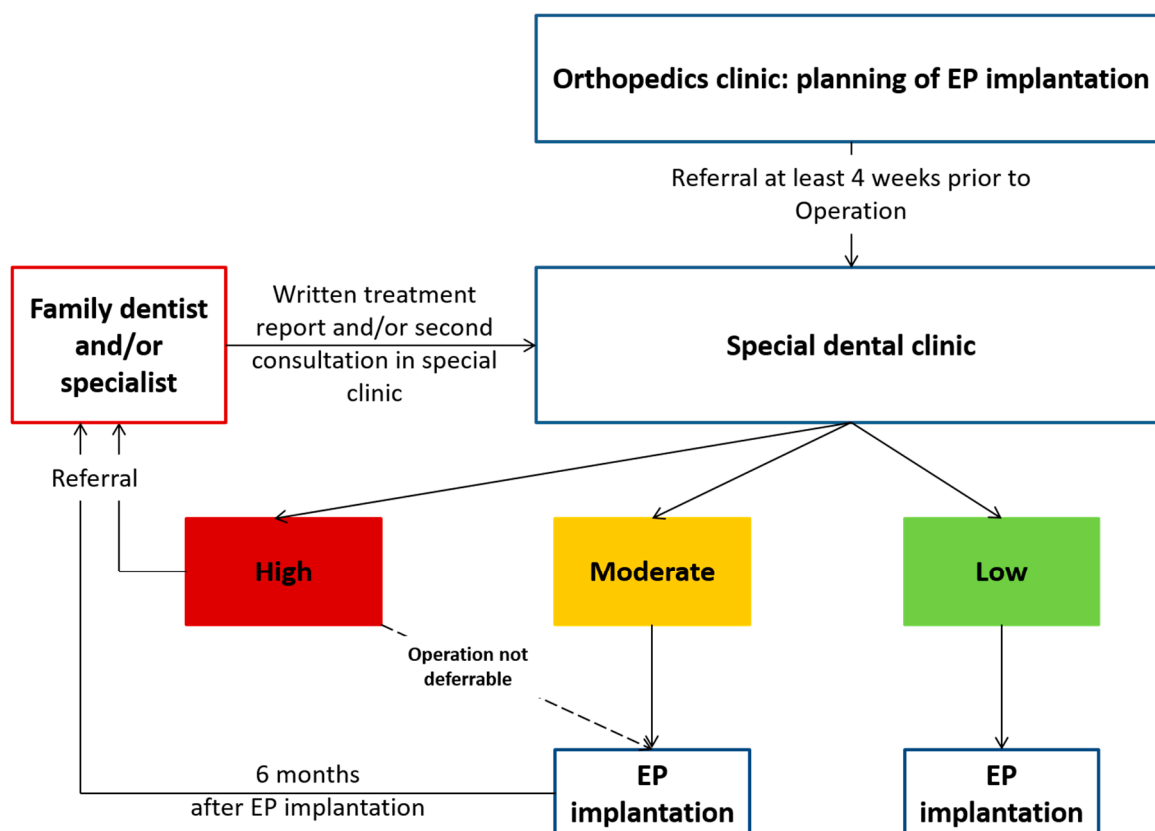 Orthopedics clinic: planning of EP implantation
Referral at least 4 weeks prior to
Operation
Family dentist
and/or
specialist
Written treatment
report and/or second
consultation in special
clinic
Special dental clinic
Referral
High
Moderate
Low
Operation not
deferrable
6 months
after EP implantation
EP
implantation
EP
implantation